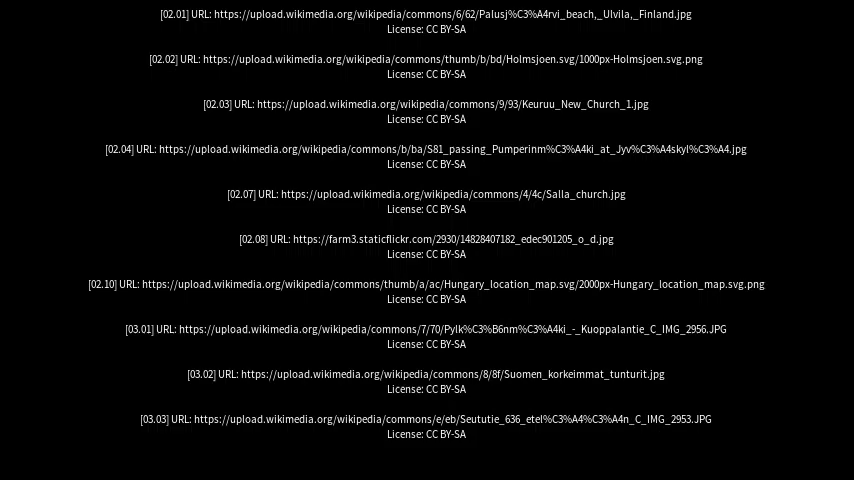 [02.01] URL: https://upload.wikimedia.org/wikipedia/commons/6/62/Palusj%C3%A4rvi_beach,_Ulvila,_Finland.jpg
License: CC BY-SA
[02.02] URL: https://upload.wikimedia.org/wikipedia/commons/thumb/b/bd/Holmsjoen.svg/1000px-Holmsjoen.svg.png
License: CC BY-SA
[02.03] URL: https://upload.wikimedia.org/wikipedia/commons/9/93/Keuruu_New_Church_1.jpg
License: CC BY-SA
[02.04] URL: https://upload.wikimedia.org/wikipedia/commons/b/ba/S81_passing_Pumperinm%C3%A4ki_at_Jyv%C3%A4skyl%C3%A4.jpg
License: CC BY-SA
[02.07] URL: https://upload.wikimedia.org/wikipedia/commons/4/4c/Salla_church.jpg
License: CC BY-SA
[02.08] URL: https://farm3.staticflickr.com/2930/14828407182_edec901205_o_d.jpg
License: CC BY-SA
[02.10] URL: https://upload.wikimedia.org/wikipedia/commons/thumb/a/ac/Hungary_location_map.svg/2000px-Hungary_location_map.svg.png
License: CC BY-SA
[03.01] URL: https://upload.wikimedia.org/wikipedia/commons/7/70/Pylk%C3%B6nm%C3%A4ki_-_Kuoppalantie_C_IMG_2956.JPG
License: CC BY-SA
[03.02] URL: https://upload.wikimedia.org/wikipedia/commons/8/8f/Suomen_korkeimmat_tunturit.jpg
License: CC BY-SA
[03.03] URL: https://upload.wikimedia.org/wikipedia/commons/e/eb/Seututie_636_etel%C3%A4%C3%A4n_C_IMG_2953.JPG
License: CC BY-SA